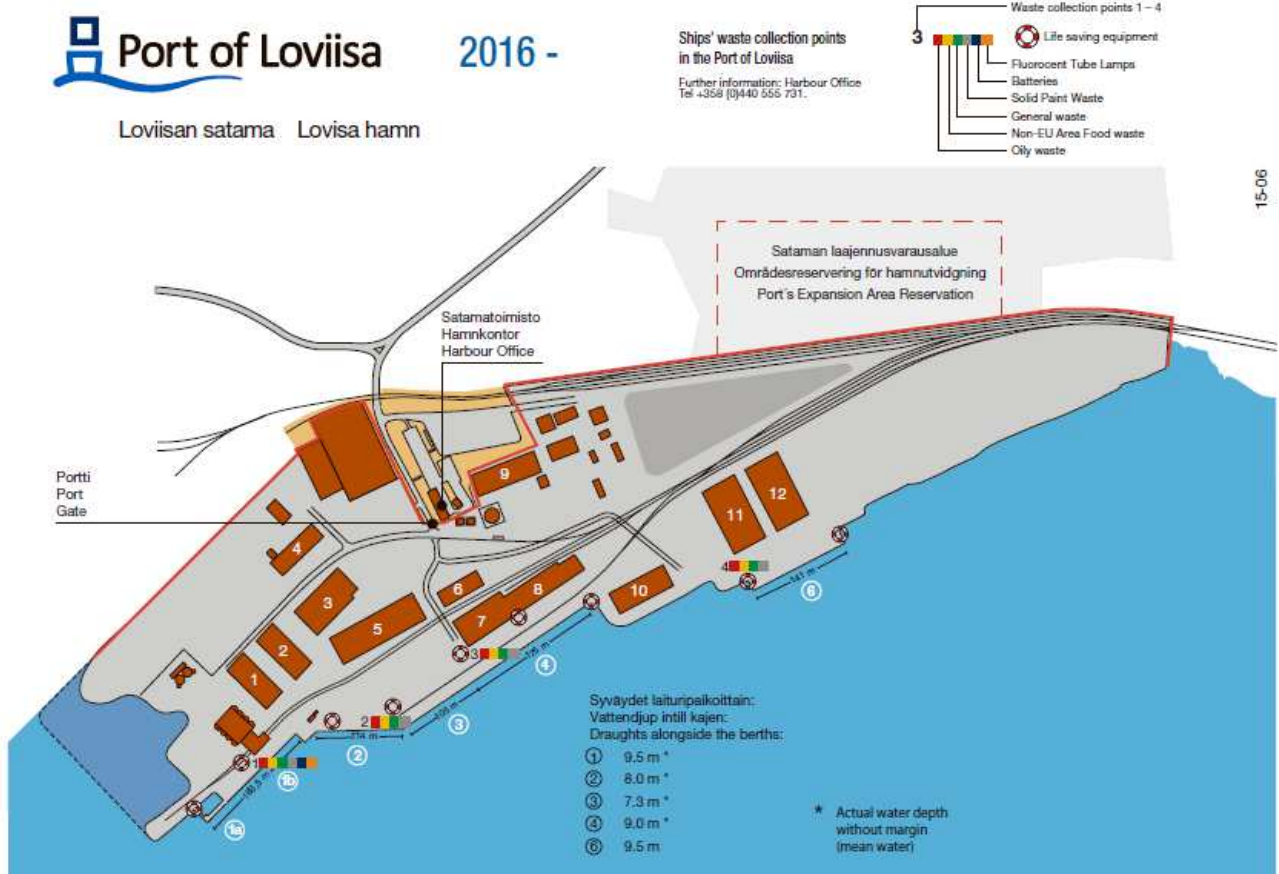 Port of Loviisa
2016 -
Loviisan satama Lovisa hamn
Ships' waste collection points
in the Port of Loviisa
Further information: Harbour Office
Tel +358 (0)440 555 731.
Waste collection points 1 – 4
3
Life saving equipment
Fluorocent Tube Lamps
Batteries
Solid Paint Waste
General waste
Non-EU Area Food waste
Oily waste
15-06
Sataman laajennusvarausalue
Områdesreservering för hamnutvidgning
Port´s Expansion Area Reservation
Satamatoimisto
Hamnkontor
Harbour Office
Portti
Port
Gate
9
12
11
4
3
5
6
8
7
10
2
1
4
141 m
6
3
4
2
3
2
1
1b
1a
Syväydet laituripaikoittain:
Vattendjup intill kajen:
Draughts alongside the berths:
1 9.5 m *
2 8.0 m *
3 7.3 m *
4 9.0 m *
6 9.5 m
* Actual water depth
without margin
(mean water)